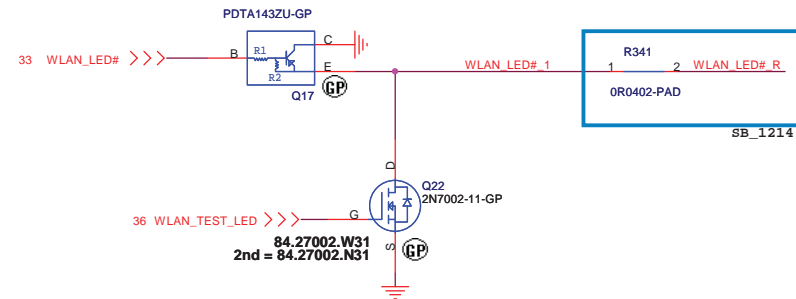 PDTA143ZU-GP
33 WLAN_LED#
B
R1
R2
C
E
Q17
GP
WLAN_LED#_1
R341
1
2
WLAN_LED#_R
0R0402-PAD
SB_1214
D
Q22
2N7002-11-GP
36 WLAN_TEST_LED
G
S
GP
84.27002.W31
2nd = 84.27002.N31